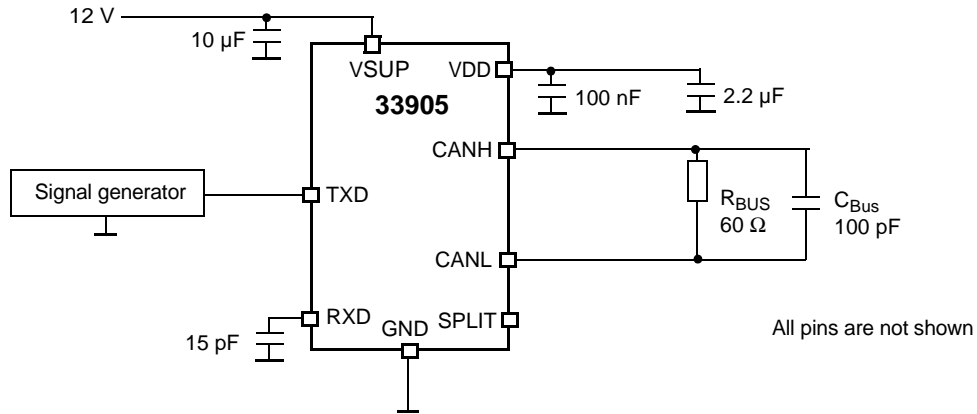 12 V
10 µF
VSUP
VDD
33905
100 nF
2.2 µF
CANH
Signal generator
TXD
RBUS
60 Ω
CBus
100 pF
CANL
RXD
GND
SPLIT
15 pF
All pins are not shown